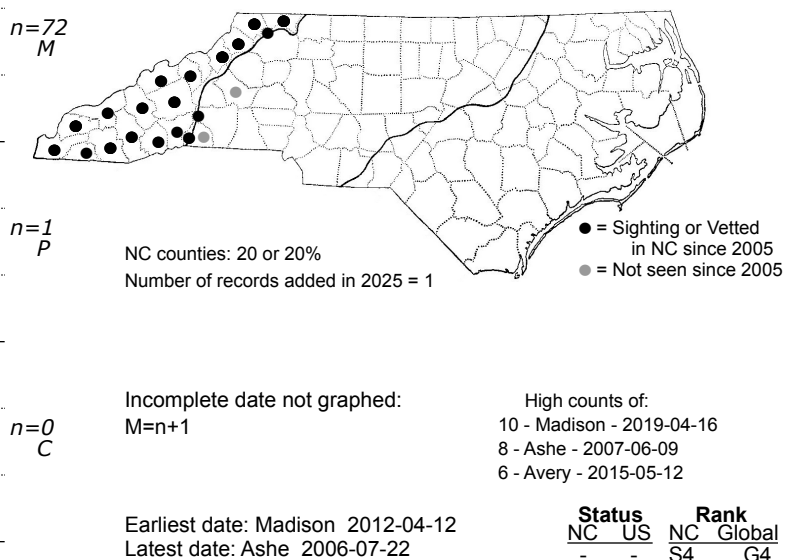 n=72
M
n=1
P
NC counties: 20 or 20%
Number of records added in 2025 = 1
= Sighting or Vetted
in NC since 2005
= Not seen since 2005
n=0
C
Incomplete date not graphed:
M=n+1
High counts of:
10 - Madison - 2019-04-16
8 - Ashe - 2007-06-09
6 - Avery - 2015-05-12
Earliest date: Madison 2012-04-12
Latest date: Ashe 2006-07-22
Status Rank
NC US NC Global
- - S4 G4